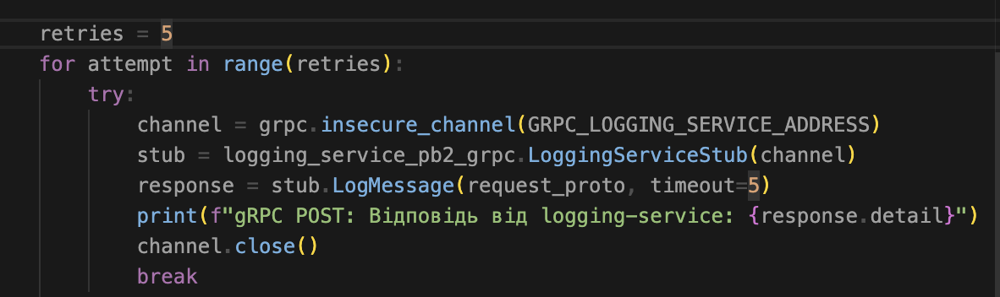 retries = 5
for attempt in range(retries):
try:
channel = grpc.insecure_channel(GRPC_LOGGING_SERVICE_ADDRESS)
stub = logging_service_pb2_grpc.LoggingServiceStub(channel)
response = stub.LogMessage(request_proto, timeout=5)
print(f"gRPC POST: Відповідь від logging-service: {response.detail}")
channel.close()
break